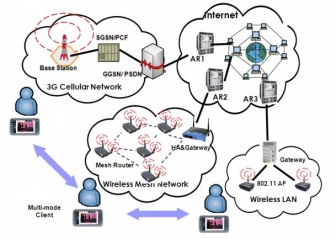 Internet
SGSN/PCF
AR1
Base Station
GGSN/ PSDN
3G Cellular Network
AR2
AR3
HA&Gateway
Mesh Router
Gateway
Wireless Mesh Network
802.11 AP
Wireless LAN
Multi-mode
Client